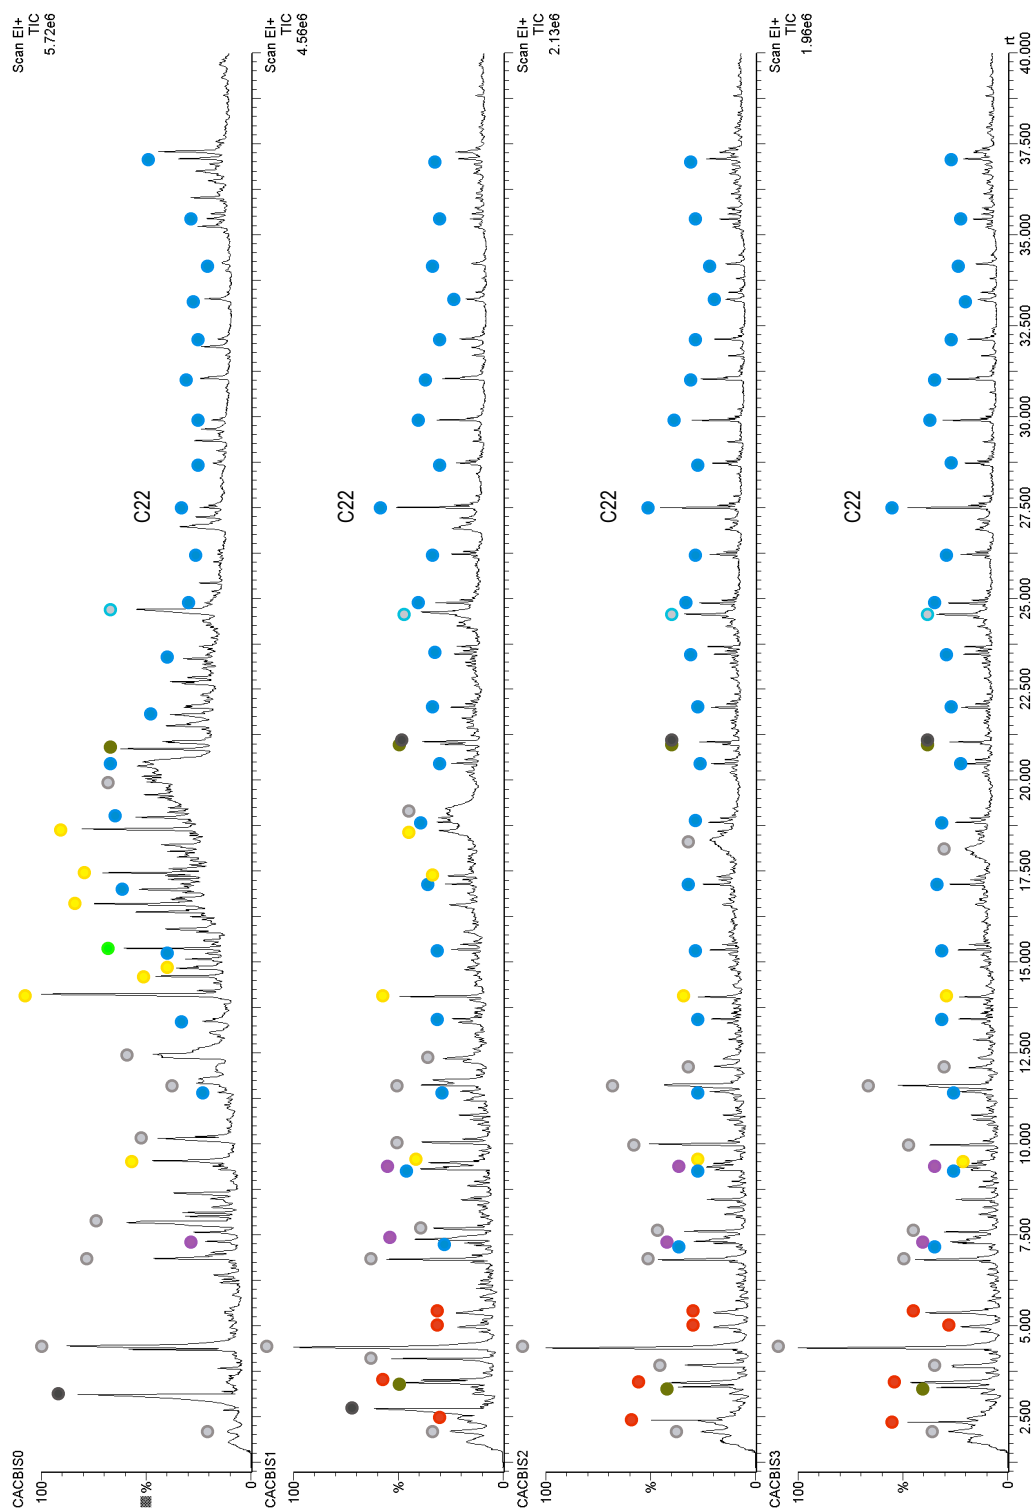 CACBIS0
Scan EI+
TIC
5.72e6
100
%
0
C22
CACBIS1
Scan EI+
TIC
4.56e6
100
%
0
C22
CACBIS2
Scan EI+
TIC
2.13e6
100
%
0
C22
CACBIS3
Scan EI+
TIC
1.96e6
100
%
0
C22
rt
2.500
5.000
7.500
10.000
12.500
15.000
17.500
20.000
22.500
25.000
27.500
30.000
32.500
35.000
37.500
40.000